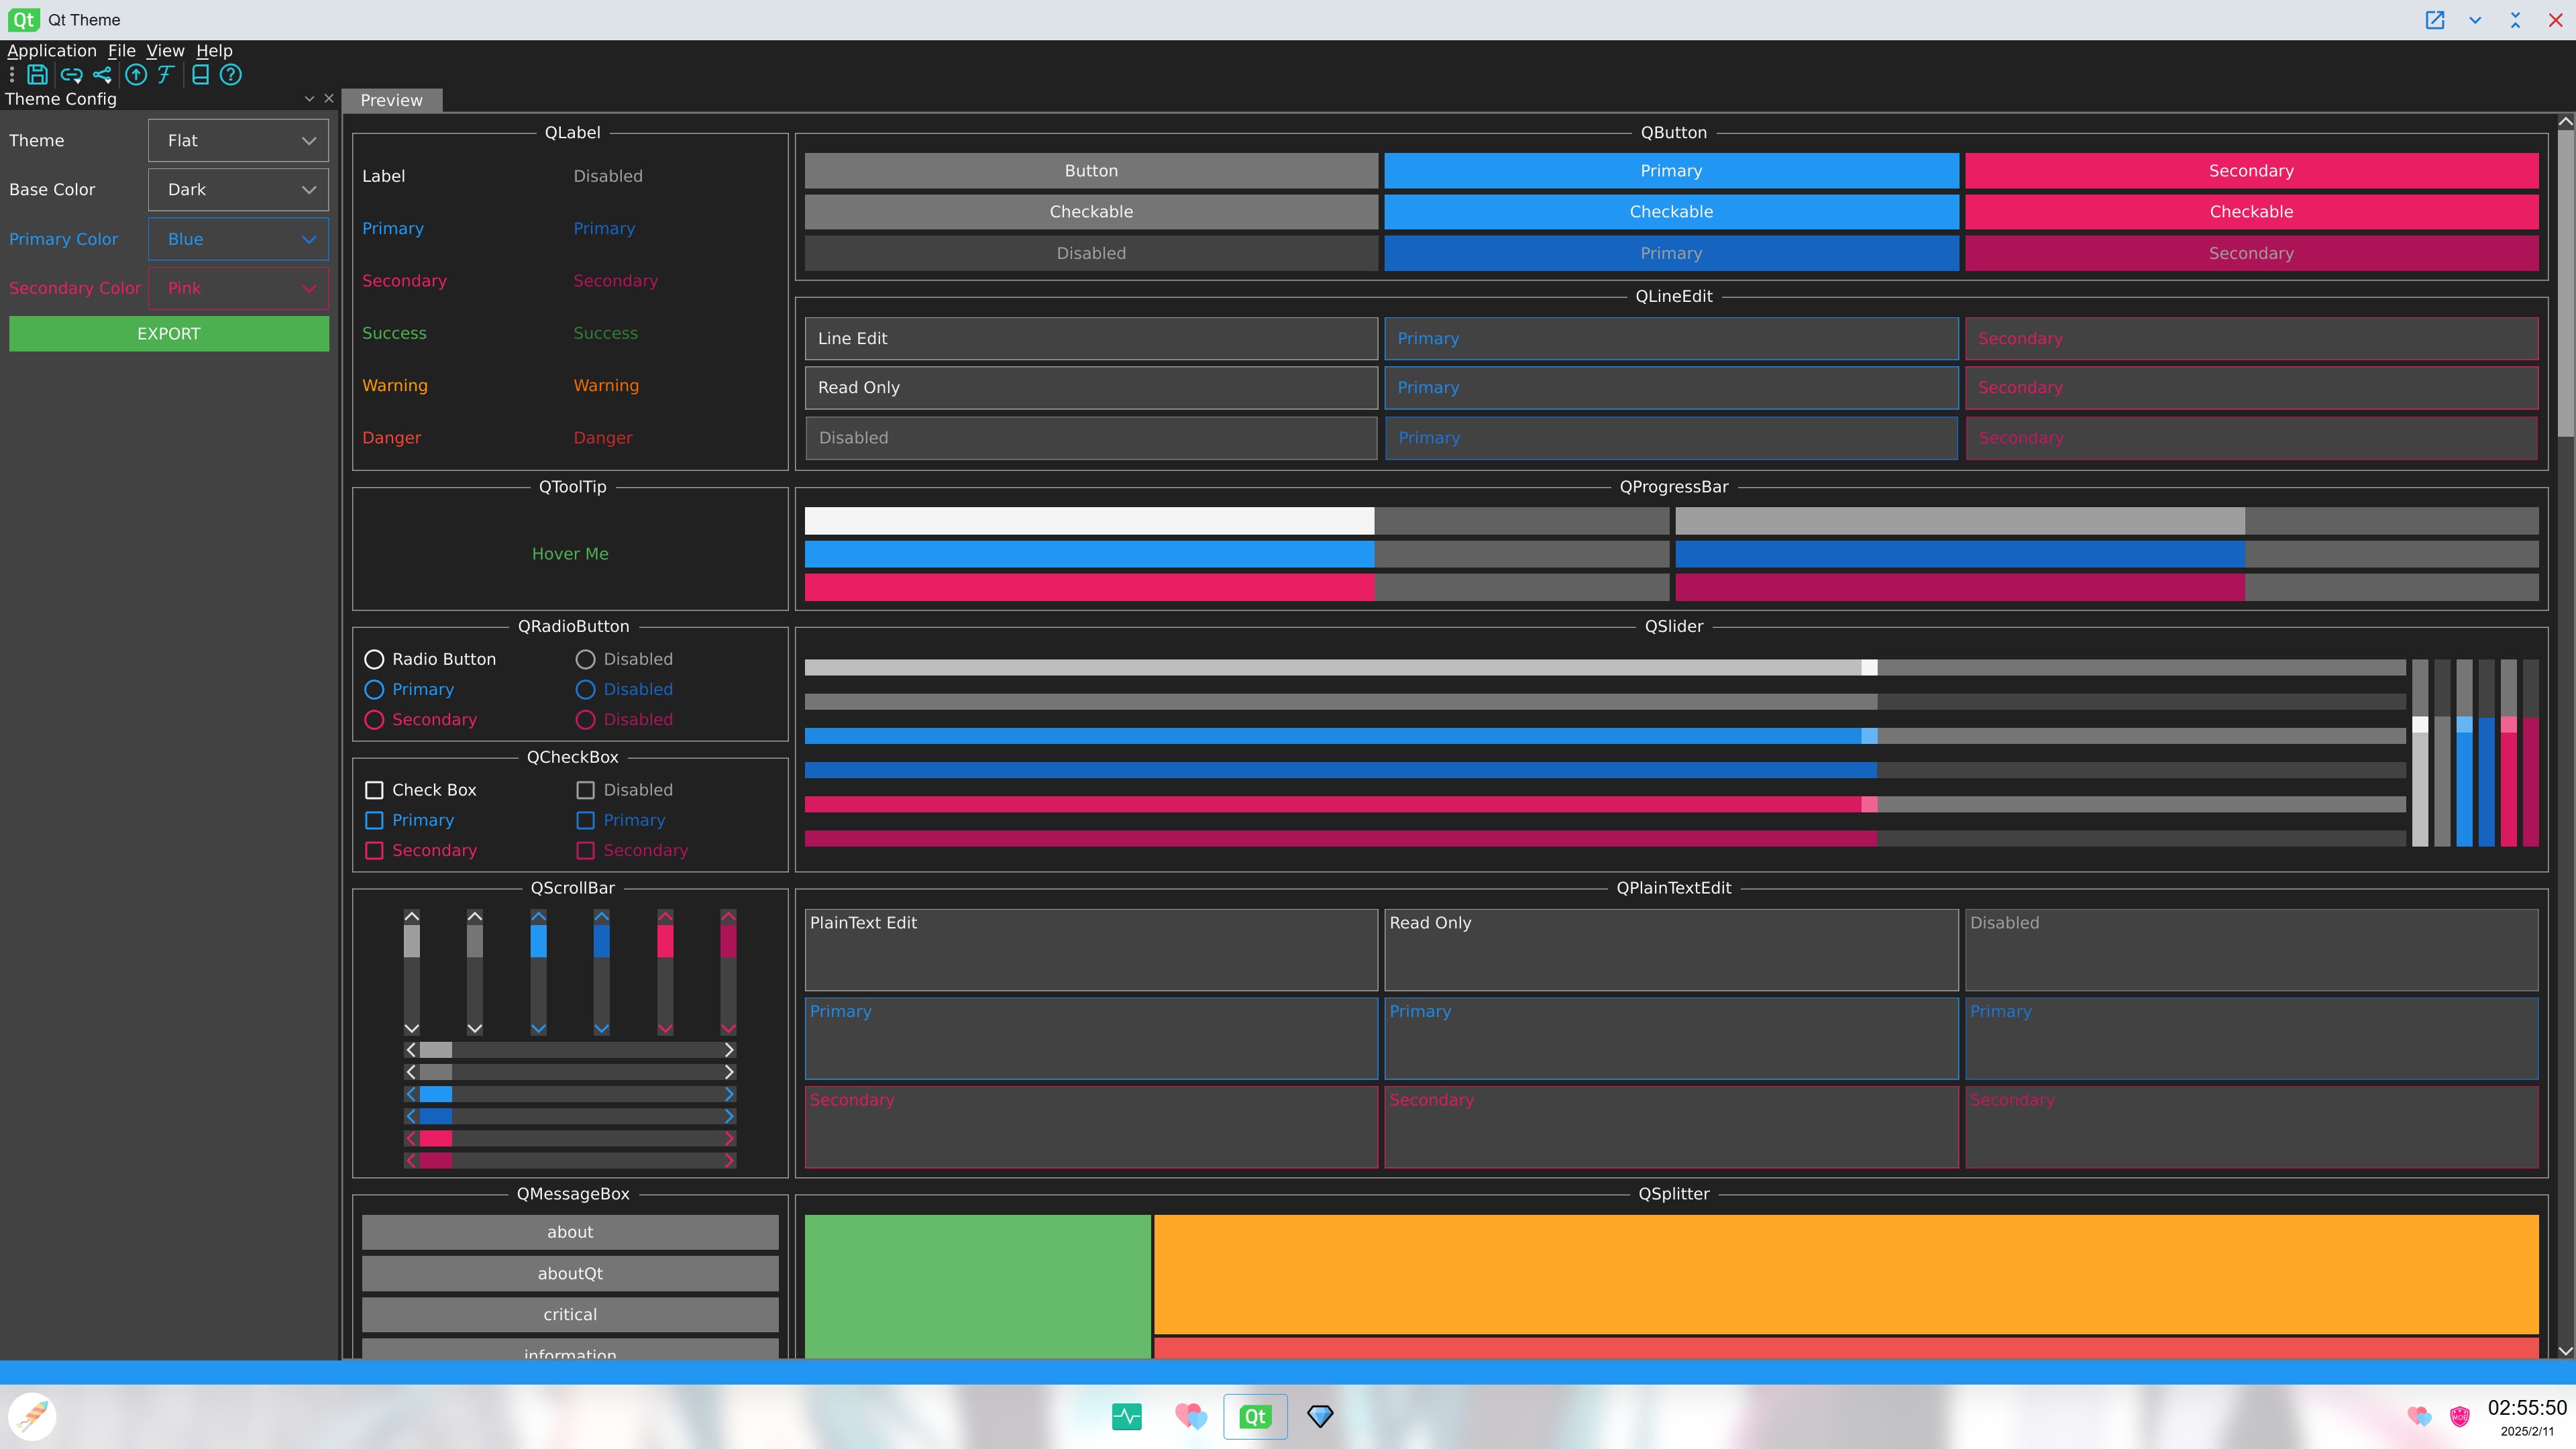 Qt Qt Theme
Application File View Help
Theme Config
Theme Flat
Base Color Dark
Primary Color Blue
Secondary Color Pink
EXPORT
Preview
QLabel
Label Disabled
Primary Primary
Secondary Secondary
Success Success
Warning Warning
Danger Danger
QButton
Button Primary Secondary
Checkable Checkable Checkable
Disabled Primary Secondary
QLineEdit
Line Edit Primary Secondary
Read Only Primary Secondary
Disabled Primary Secondary
QToolTip
Hover Me
QProgressBar
QRadioButton
Radio Button Disabled
Primary Disabled
Secondary Disabled
QSlider
QCheckBox
Check Box Disabled
Primary Primary
Secondary Secondary
QScrollBar
QPlainTextEdit
PlainText Edit Read Only Disabled
Primary Primary Primary
Secondary Secondary Secondary
QMessageBox
about
aboutQt
critical
information
QSplitter
Qt
MOE
02:55:50
2025/2/11